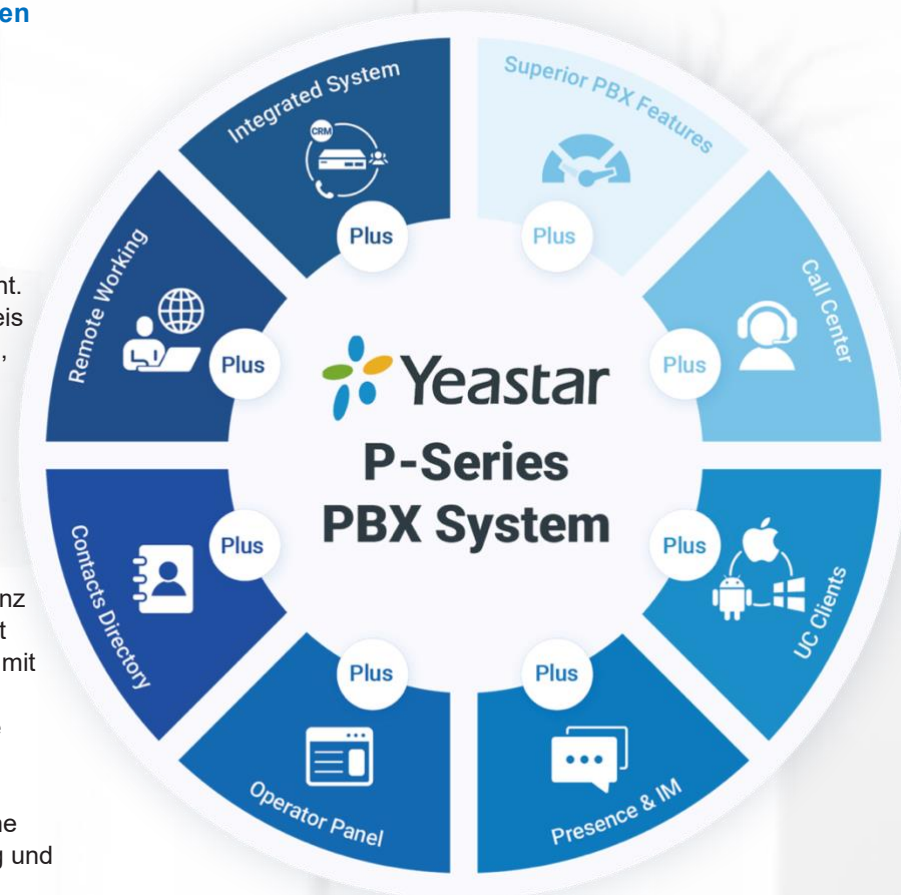 en
nt.
eis
,
nz
t
mit
e
ne
g und
Superior PBX Features
Plus
Call Center
Plus
UC Clients
Plus
Presence & IM
Plus
Operator Panel
Plus
Contacts Directory
Plus
Remote Working
Plus
Integrated System
CRM
Plus
Yeastar
P-Series
PBX System